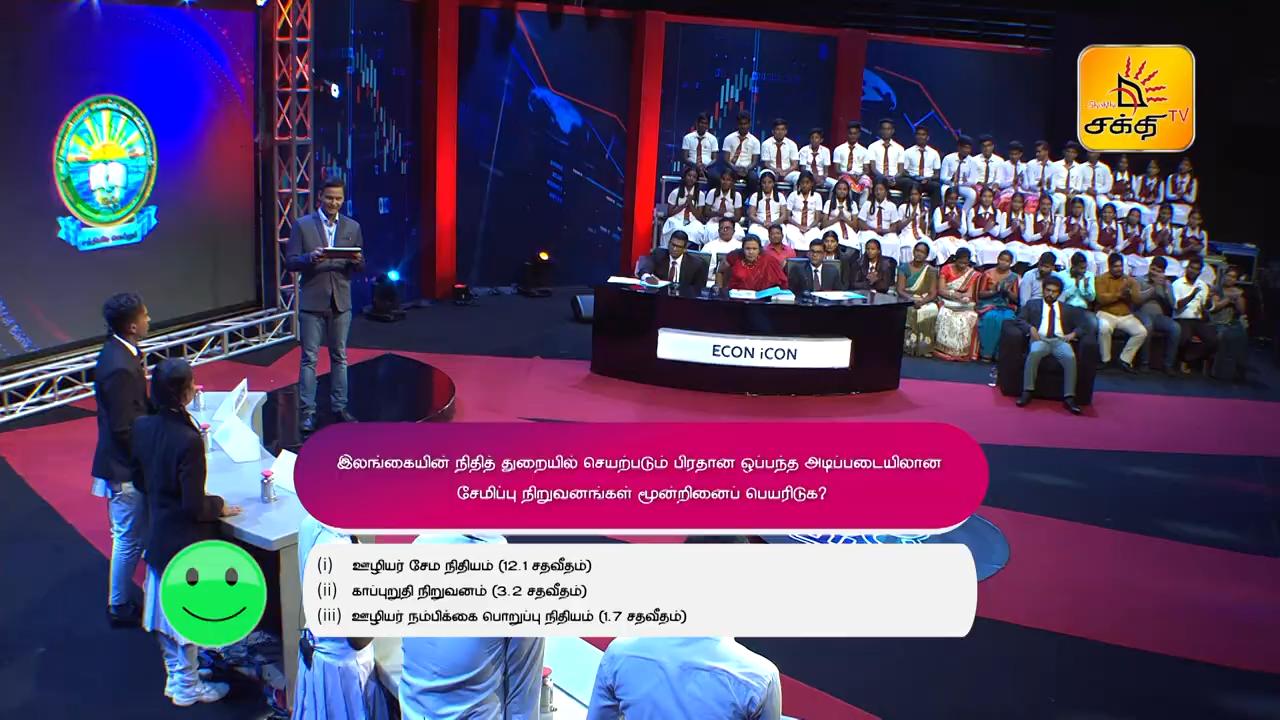 Shakthi
சக்தி TV
ECON iCON
இலங்கையின் நிதித் துறையில் செயற்படும் பிரதான ஒப்பந்த அடிப்படையிலான
சேமிப்பு நிறுவனங்கள் மூன்றினைப் பெயரிடுக?
(i) ஊழியர் சேம நிதியம் (12.1 சதவீதம்)
(ii) காப்புறுதி நிறுவனம் (3.2 சதவீதம்)
(iii) ஊழியர் நம்பிக்கை பொறுப்பு நிதியம் (1.7 சதவீதம்)